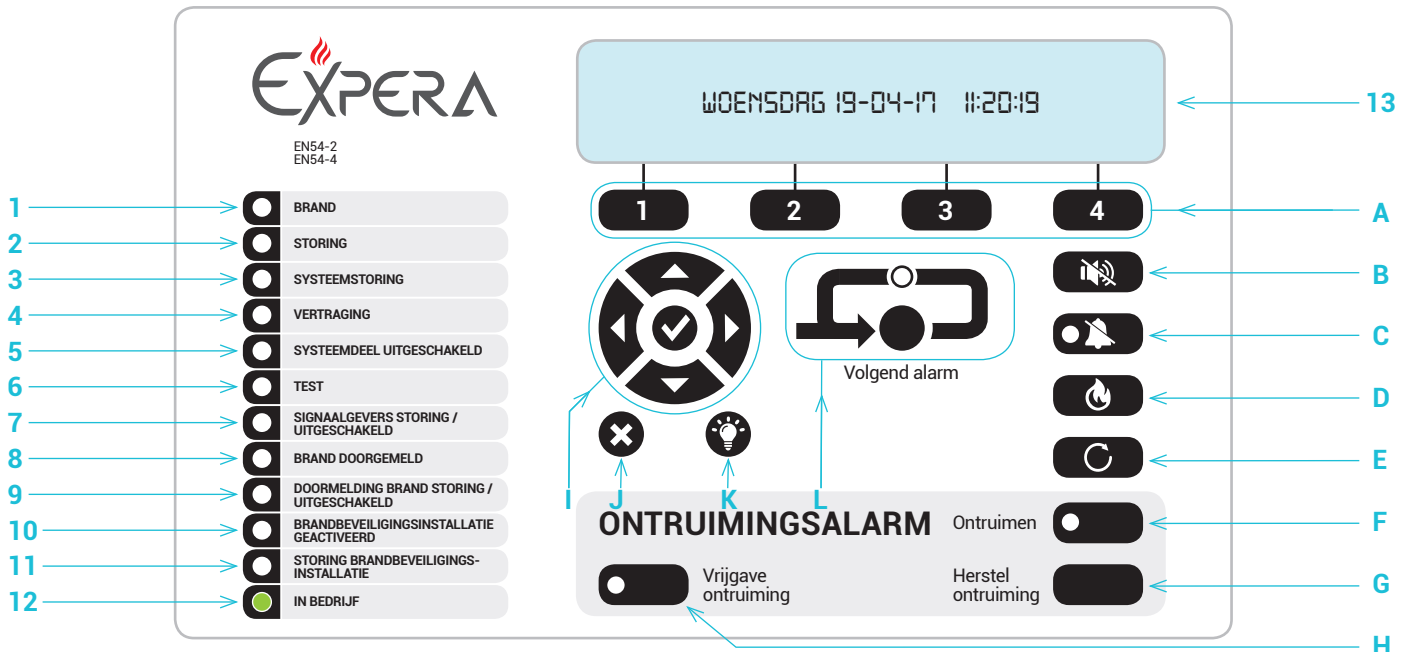 EXPERA
EN54-2
EN54-4
WOENSDAG 19-04-17 11:20:19
13
1 2 3 4
A
1 BRAND
2 STORING
3 SYSTEEMSTORING
4 VERTRAGING
5 SYSTEEMDEEL UITGESCHAKELD
6 TEST
7 SIGNAALGEVERS STORING /
UITGESCHAKELD
8 BRAND DOORGEMELD
9 DOORMELDING BRAND STORING /
UITGESCHAKELD
10 BRANDBEVEILIGINGSINSTALLATIE
GEACTIVEERD
11 STORING BRANDBEVEILIGINGS-
INSTALLATIE
12 IN BEDRIJF
B
Volgend alarm
C
D
E
I J K L
ONTRUIMINGSALARM
Ontruimen
F
Vrijgave
ontruiming
Herstel
ontruiming
G
H